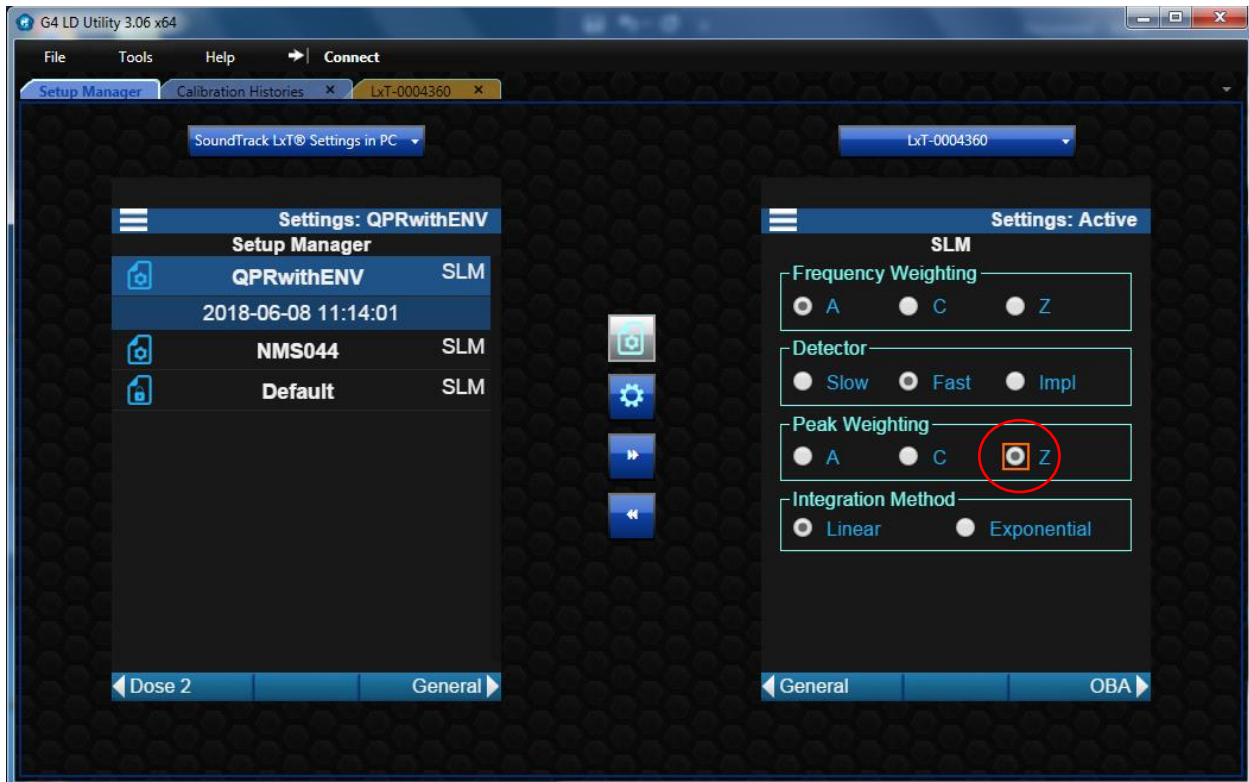 G4 LD Utility 3.06 x64
File Tools Help Connect
Setup Manager Calibration Histories × LxT-0004360 ×
SoundTrack LxT® Settings in PC
LxT-0004360
Settings: QPRwithENV
Setup Manager
QPRwithENV SLM
2018-06-08 11:14:01
NMS044 SLM
Default SLM
Dose 2 General
Settings: Active
SLM
Frequency Weighting
A C Z
Detector
Slow Fast Impl
Peak Weighting
A C Z
Integration Method
Linear Exponential
General OBA